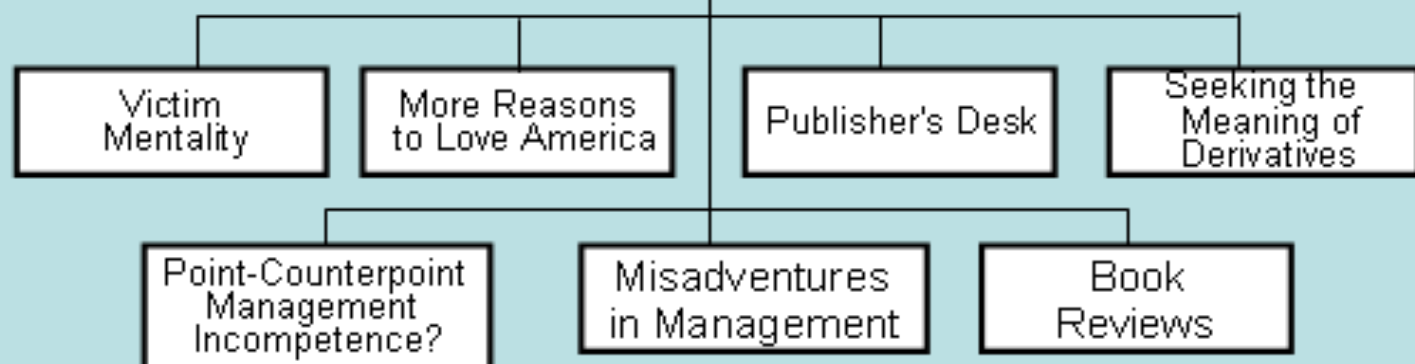 Victim
Mentality
More Reasons
to Love America
Publisher's Desk
Seeking the
Meaning of
Derivatives
Point-Counterpoint
Management
Incompetence?
Misadventures
in Management
Book
Reviews